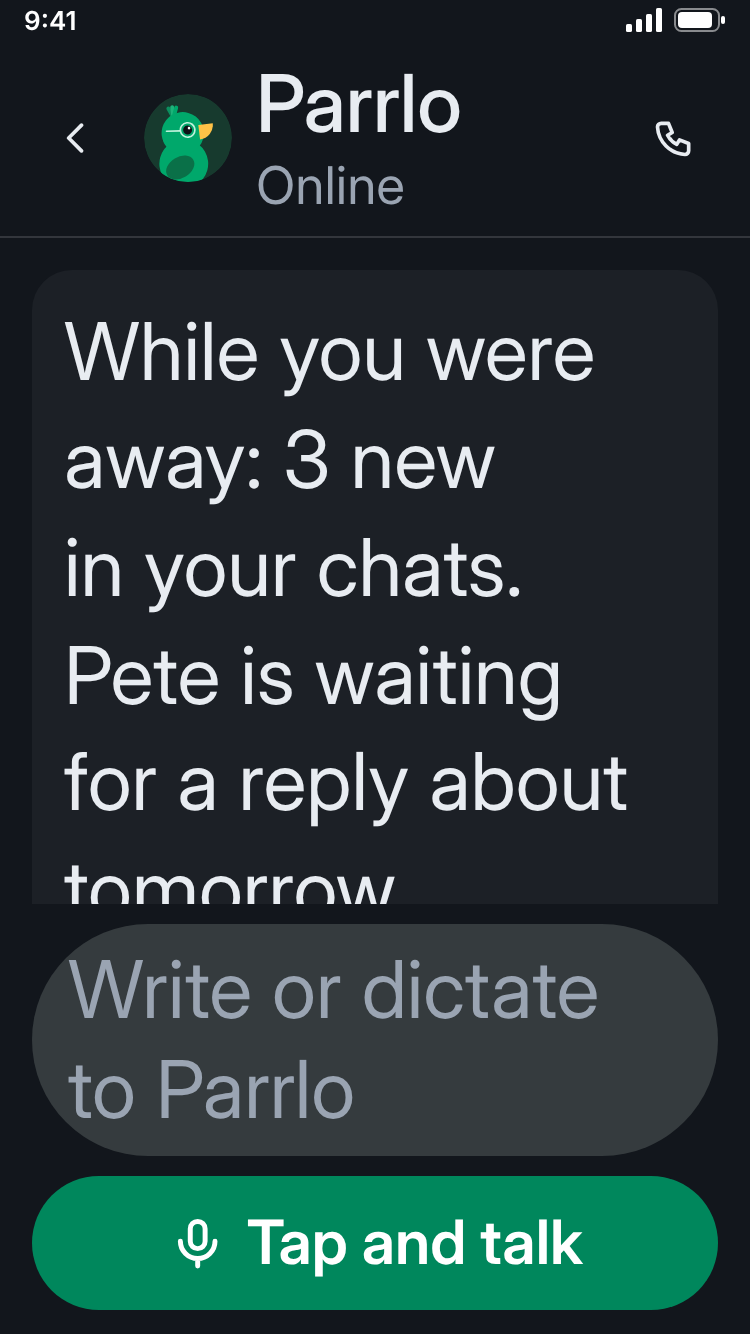 9:41
Parrlo
Online
While you were
away: 3 new
in your chats.
Pete is waiting
for a reply about
tomorrow
Write or dictate
to Parrlo
Tap and talk